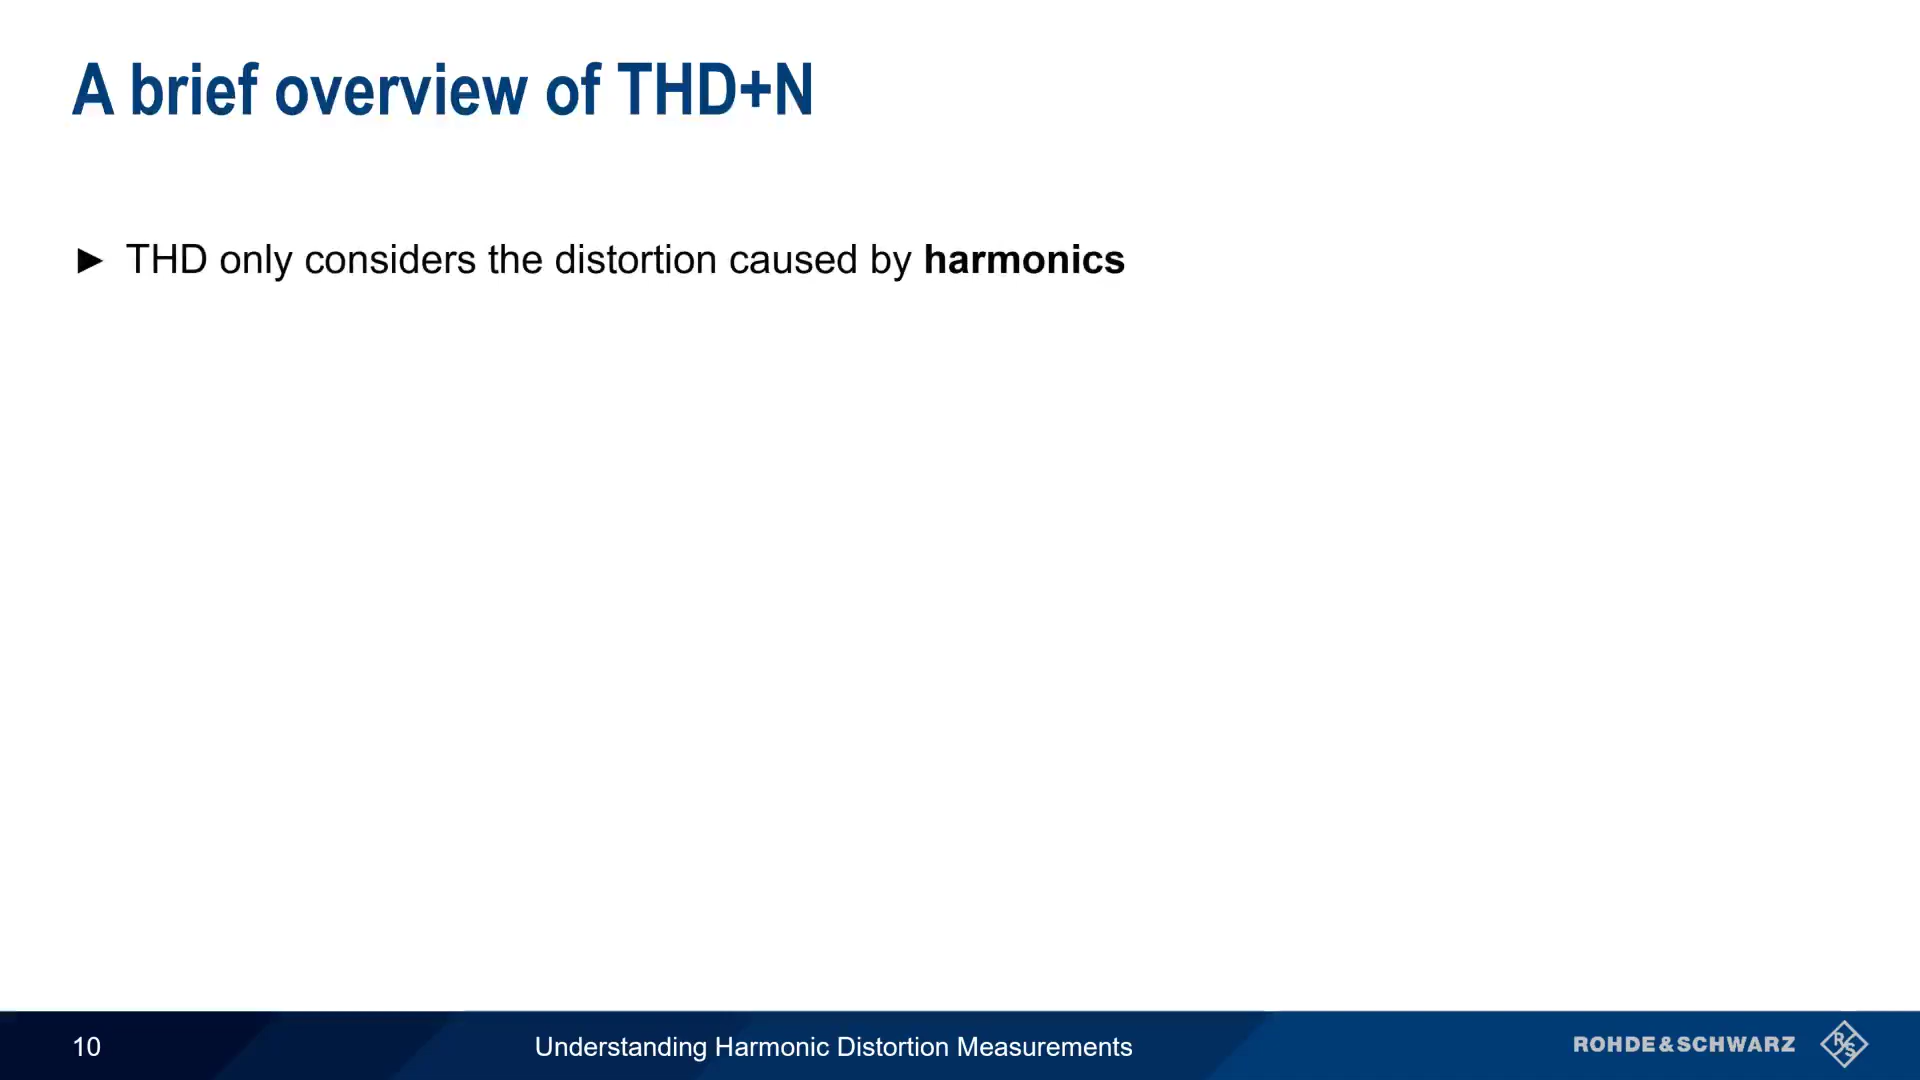 A brief overview of THD+N
► THD only considers the distortion caused by harmonics
10
Understanding Harmonic Distortion Measurements
ROHDE&SCHWARZ
R
S